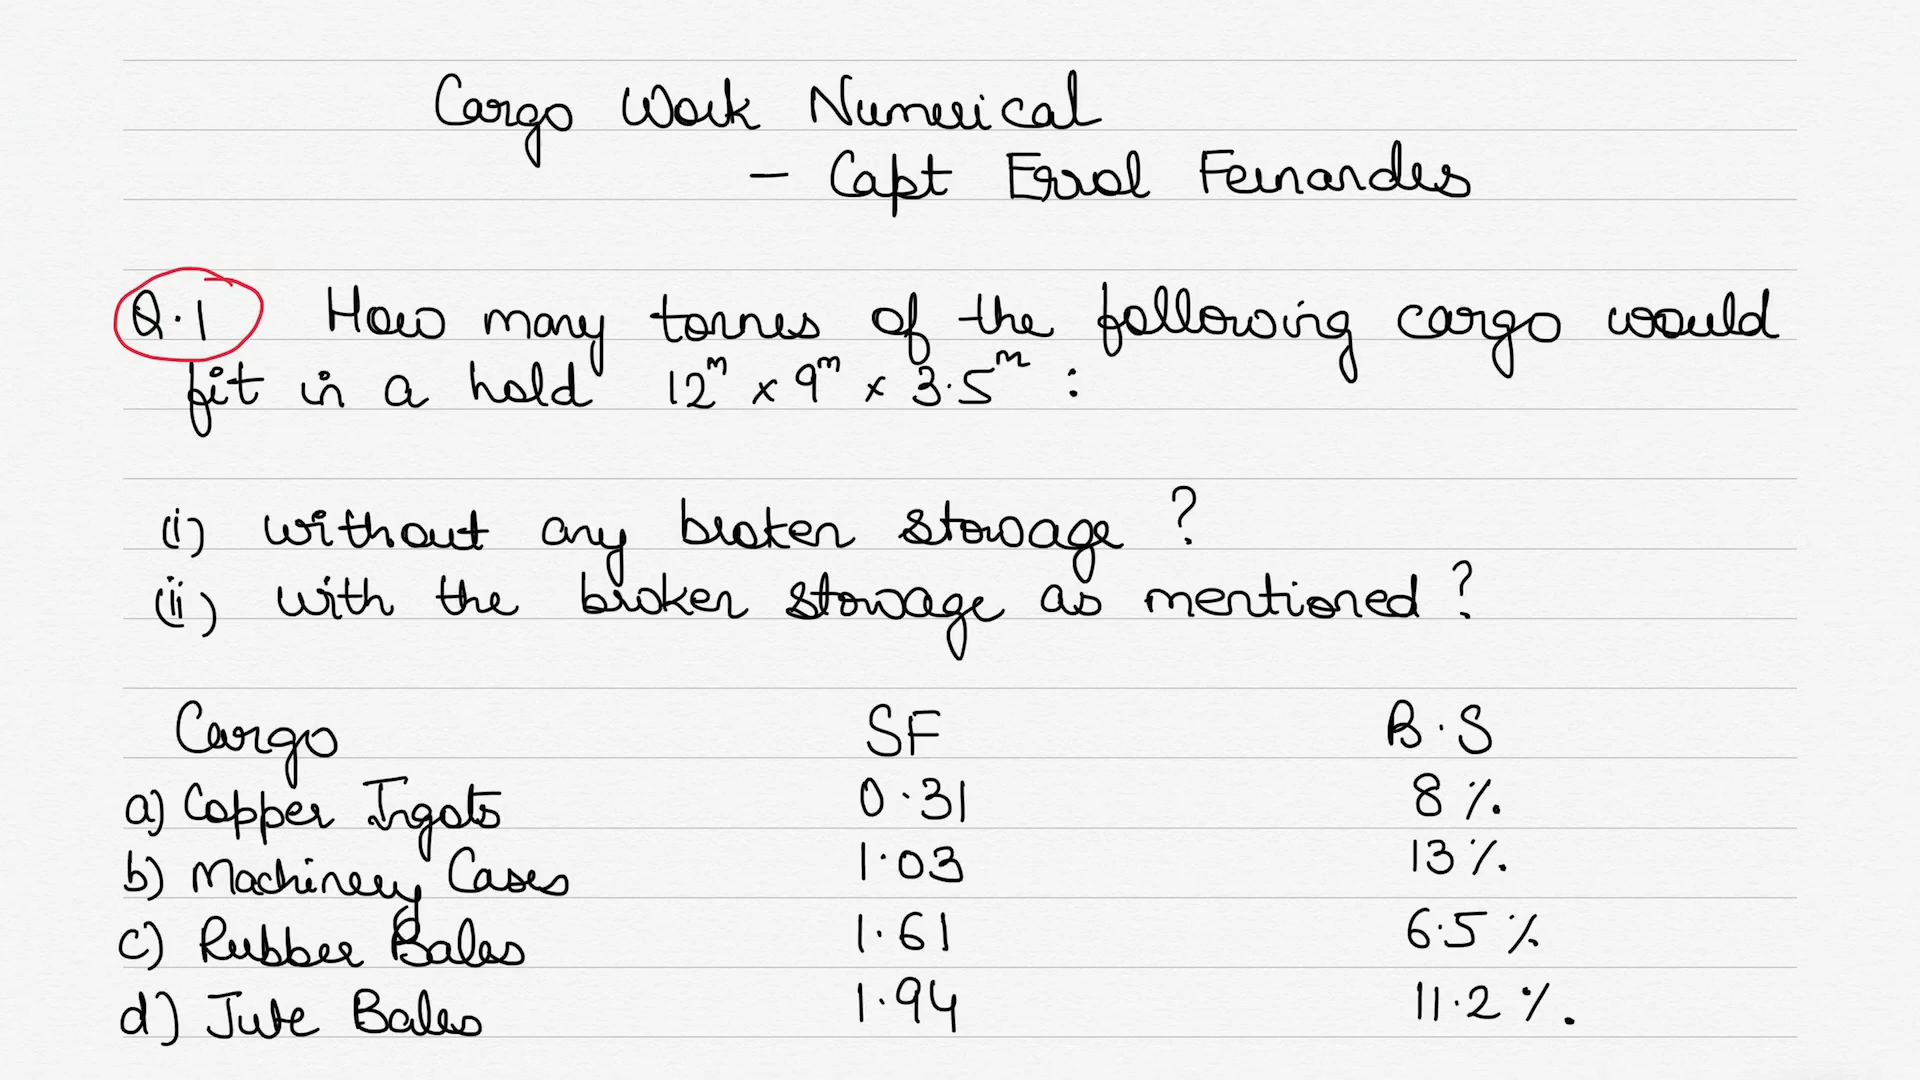 Cargo Work Numerical
- Capt Errol Fernandes
Q.1 How many tonnes of the following cargo would
fit in a hold 12ᵐ x 9ᵐ x 3.5ᵐ :
(i) without any broken stowage ?
(ii) with the broken stowage as mentioned ?
Cargo SF B.S
a) Copper Ingots 0.31 8 %.
b) Machinery Cases 1.03 13 %.
c) Rubber Bales 1.61 6.5 %
d) Jute Bales 1.94 11.2 %.